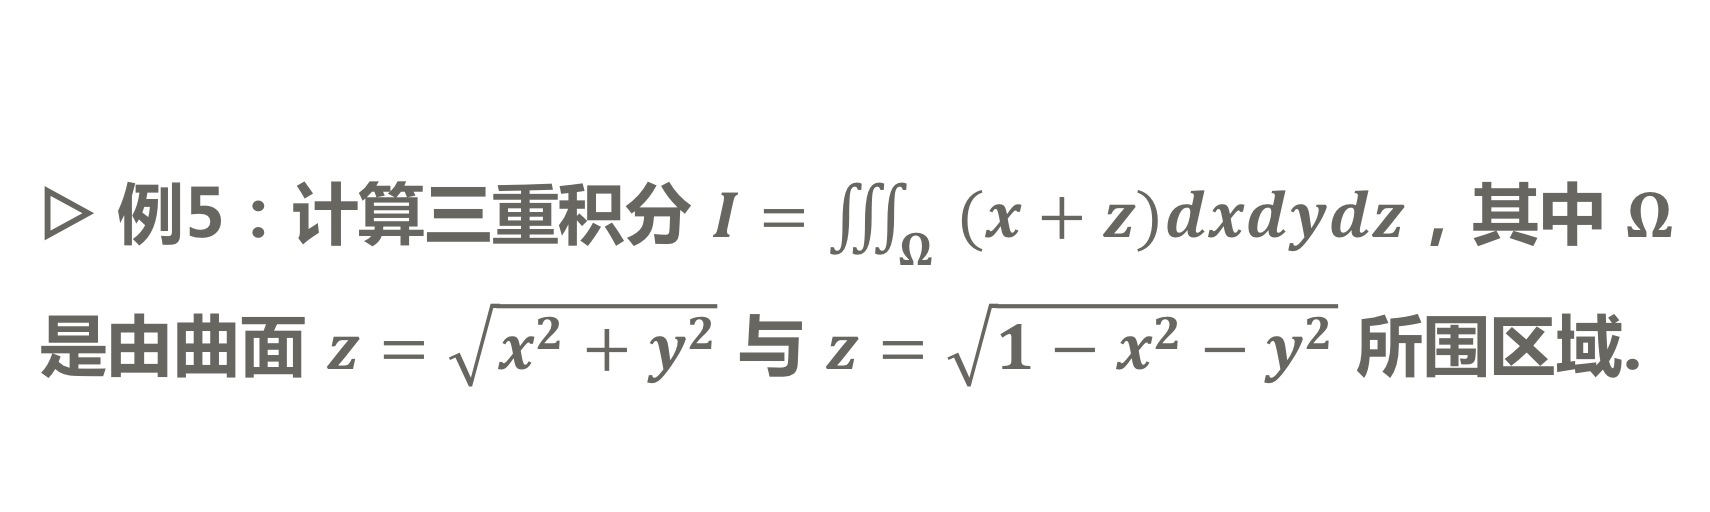 ▷ 例5：计算三重积分 I = ∭_Ω (x + z)dxdydz，其中 Ω
是由曲面 z = √(x² + y²) 与 z = √(1 − x² − y²) 所围区域.